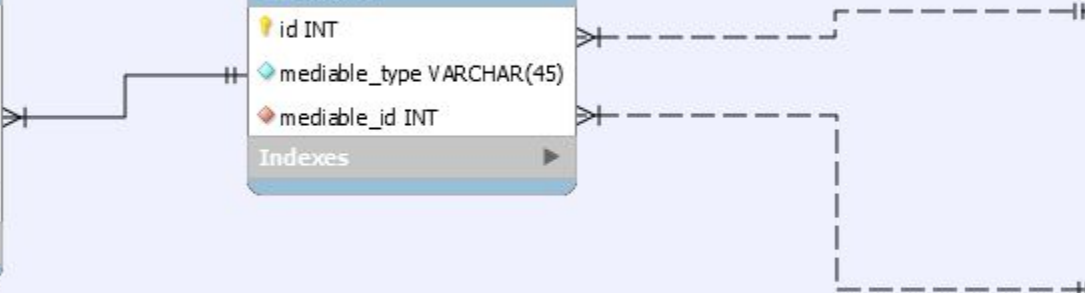 id INT
mediable_type VARCHAR(45)
mediable_id INT
Indexes